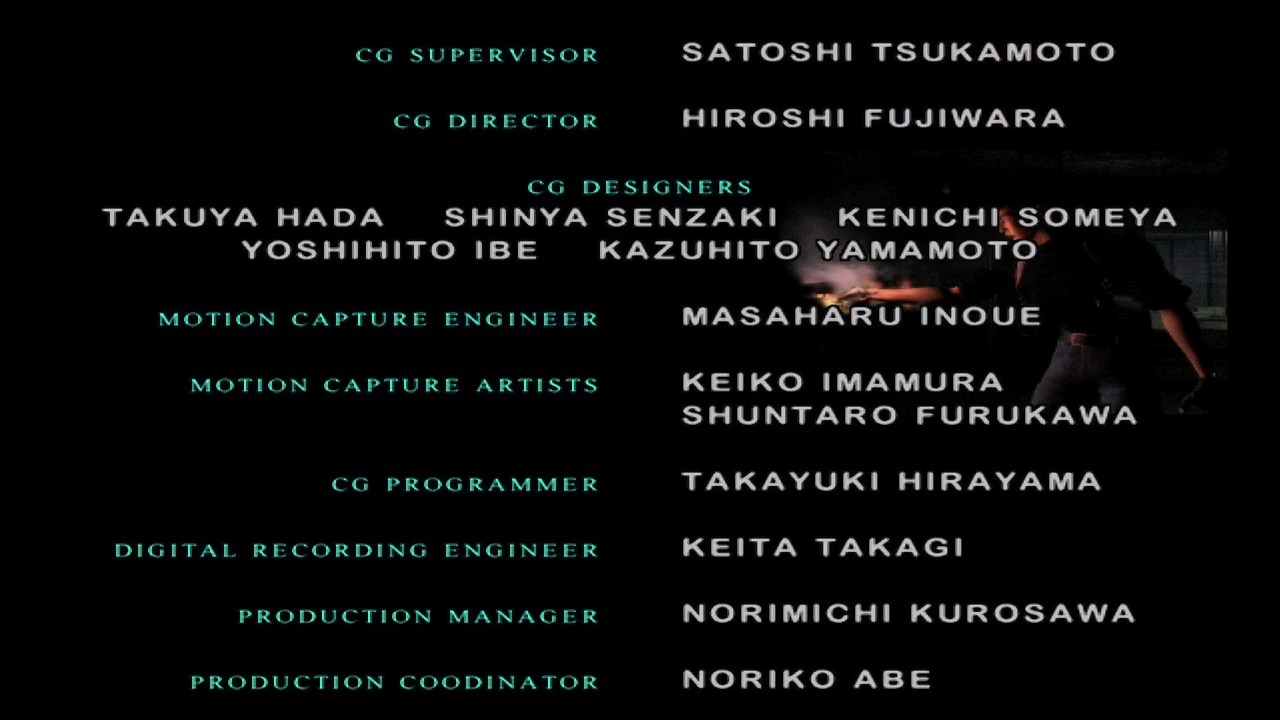 CG SUPERVISOR SATOSHI TSUKAMOTO
CG DIRECTOR HIROSHI FUJIWARA
CG DESIGNERS
TAKUYA HADA SHINYA SENZAKI KENICHI SOMEYA
YOSHIHITO IBE KAZUHITO YAMAMOTO
MOTION CAPTURE ENGINEER MASAHARU INOUE
MOTION CAPTURE ARTISTS KEIKO IMAMURA
SHUNTARO FURUKAWA
CG PROGRAMMER TAKAYUKI HIRAYAMA
DIGITAL RECORDING ENGINEER KEITA TAKAGI
PRODUCTION MANAGER NORIMICHI KUROSAWA
PRODUCTION COODINATOR NORIKO ABE